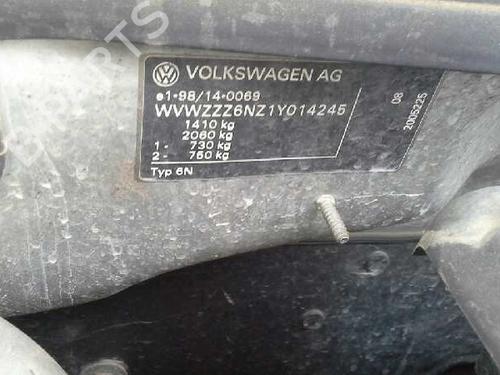 VOLKSWAGEN AG
e1*98/14*0069
WVWZZZ6NZ1Y014245
1410 kg
2060 kg
1 - 730 kg
2 - 760 kg
Typ 6N
08
2005225